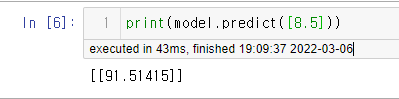 In [6]: print(model.predict([8.5]))
executed in 43ms, finished 19:09:37 2022-03-06
[[91.51415]]